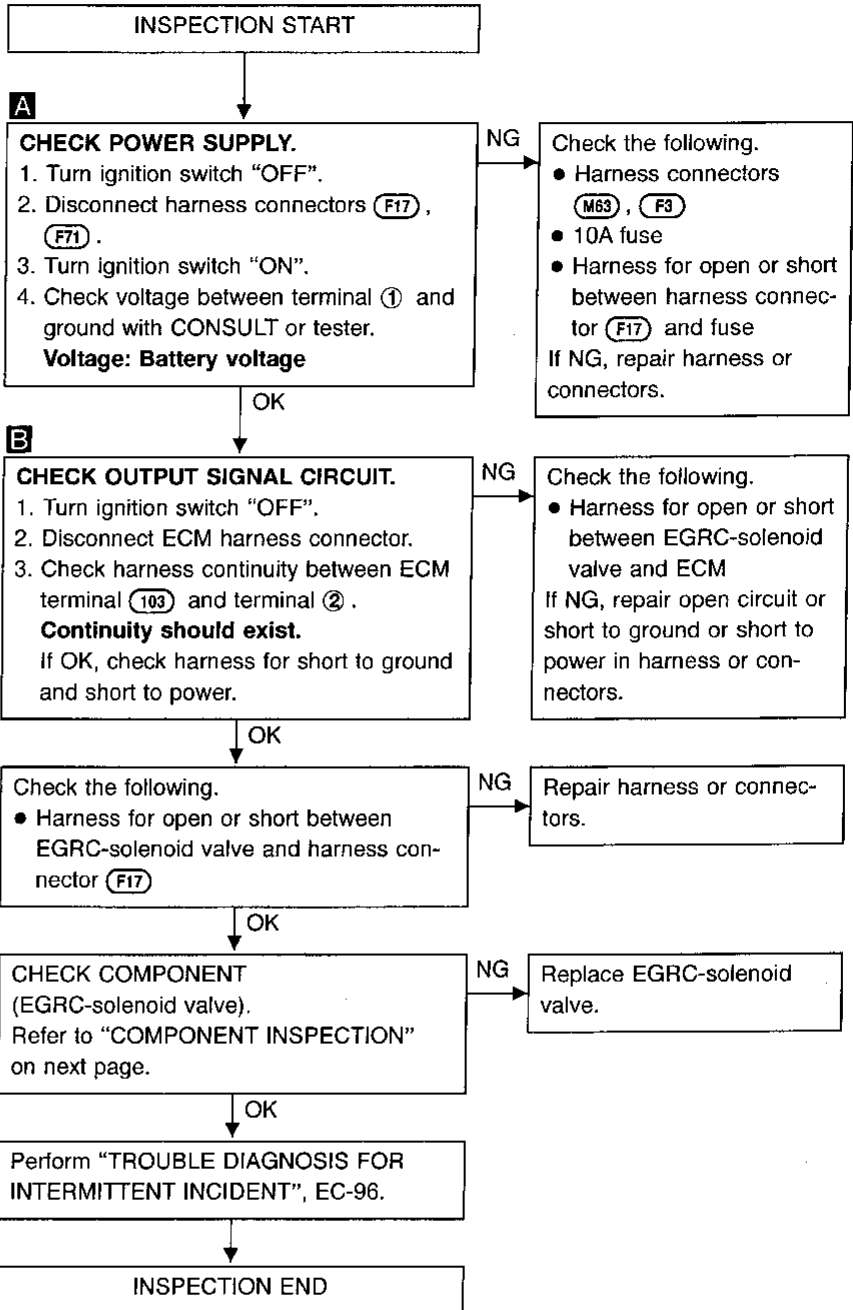 INSPECTION START
A
CHECK POWER SUPPLY.
1. Turn ignition switch “OFF”.
2. Disconnect harness connectors F17,
F71.
3. Turn ignition switch “ON”.
4. Check voltage between terminal ① and
ground with CONSULT or tester.
Voltage: Battery voltage
NG
Check the following.
● Harness connectors
M63, F3
● 10A fuse
● Harness for open or short
between harness connec-
tor F17 and fuse
If NG, repair harness or
connectors.
OK
B
CHECK OUTPUT SIGNAL CIRCUIT.
1. Turn ignition switch “OFF”.
2. Disconnect ECM harness connector.
3. Check harness continuity between ECM
terminal 103 and terminal ②.
Continuity should exist.
If OK, check harness for short to ground
and short to power.
NG
Check the following.
● Harness for open or short
between EGRC-solenoid
valve and ECM
If NG, repair open circuit or
short to ground or short to
power in harness or con-
nectors.
OK
Check the following.
● Harness for open or short between
EGRC-solenoid valve and harness con-
nector F17
NG
Repair harness or connec-
tors.
OK
CHECK COMPONENT
(EGRC-solenoid valve).
Refer to “COMPONENT INSPECTION”
on next page.
NG
Replace EGRC-solenoid
valve.
OK
Perform “TROUBLE DIAGNOSIS FOR
INTERMITTENT INCIDENT”, EC-96.
INSPECTION END